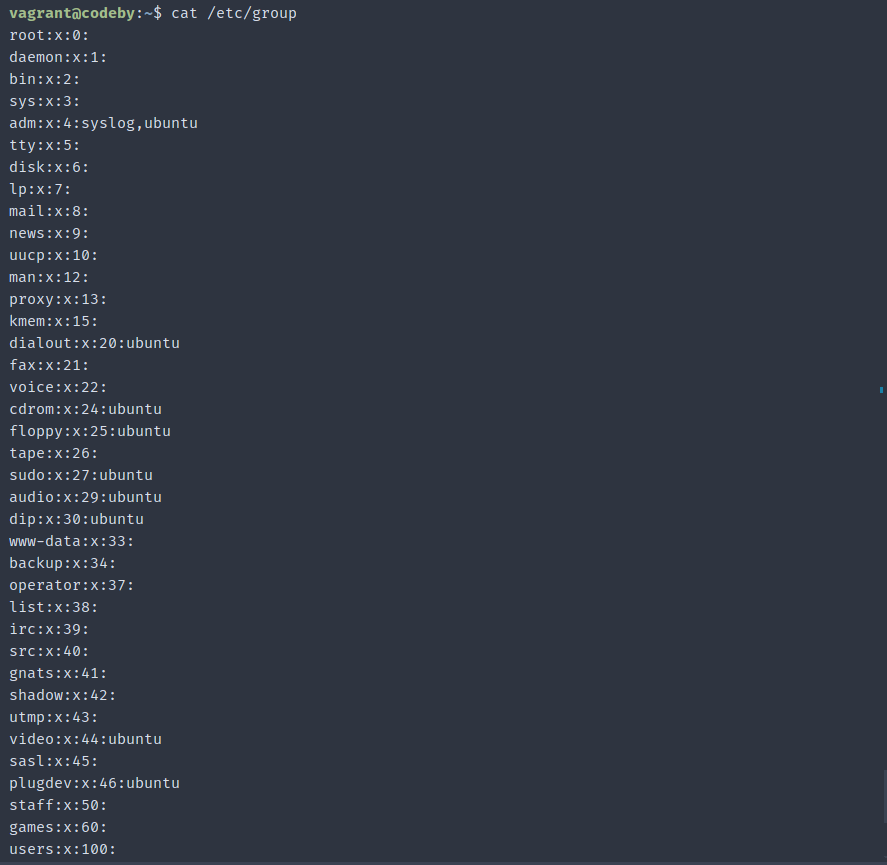 vagrant@codeby:~$ cat /etc/group
root:x:0:
daemon:x:1:
bin:x:2:
sys:x:3:
adm:x:4:syslog,ubuntu
tty:x:5:
disk:x:6:
lp:x:7:
mail:x:8:
news:x:9:
uucp:x:10:
man:x:12:
proxy:x:13:
kmem:x:15:
dialout:x:20:ubuntu
fax:x:21:
voice:x:22:
cdrom:x:24:ubuntu
floppy:x:25:ubuntu
tape:x:26:
sudo:x:27:ubuntu
audio:x:29:ubuntu
dip:x:30:ubuntu
www-data:x:33:
backup:x:34:
operator:x:37:
list:x:38:
irc:x:39:
src:x:40:
gnats:x:41:
shadow:x:42:
utmp:x:43:
video:x:44:ubuntu
sasl:x:45:
plugdev:x:46:ubuntu
staff:x:50:
games:x:60:
users:x:100: